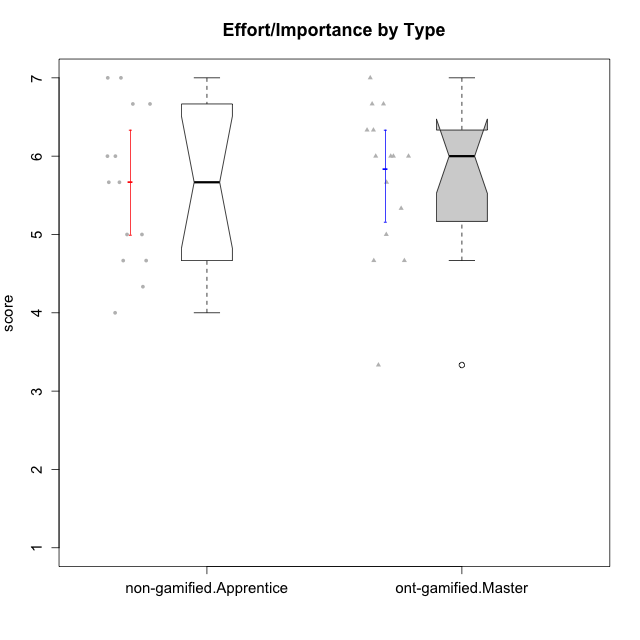 Effort/Importance by Type
score
7
6
5
4
3
2
1
non-gamified.Apprentice
ont-gamified.Master